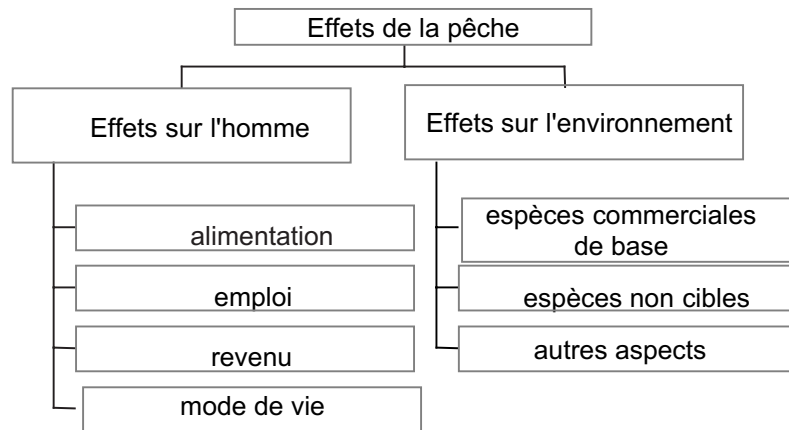 Effets de la pêche
Effets sur l'homme
Effets sur l'environnement
alimentation
emploi
revenu
mode de vie
espèces commerciales
de base
espèces non cibles
autres aspects